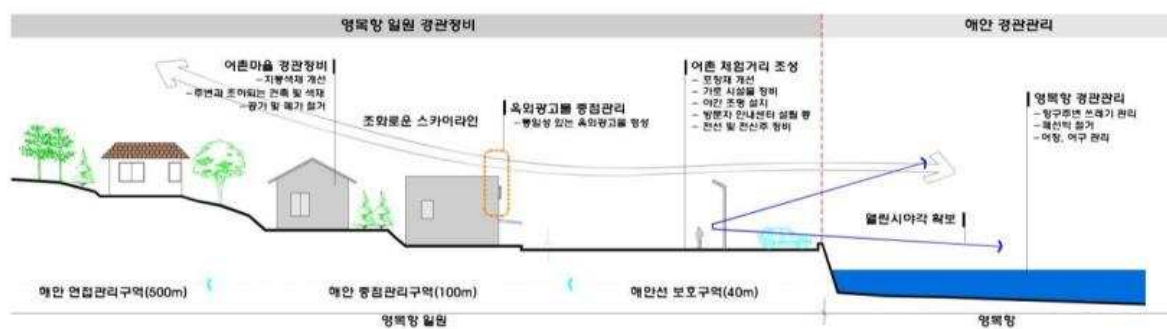 영목항 일원 경관정비
해안 경관관리
어촌마을 경관정비
-지붕색채 개선
-주변과 조화되는 건축 및 색채
-공가 및 폐가 철거
조화로운 스카이라인
옥외광고물 중점관리
-통일성 있는 옥외광고물 형성
어촌 체험거리 조성
- 포장재 개선
- 가로 시설물 정비
- 야간 조명 설치
- 방문자 안내센터 설립 등
- 전선 및 전신주 정비
영목항 경관관리
-항구주변 쓰레기 관리
-폐선박 철거
-어장, 어구 관리
열린시야각 확보
해안 연접관리구역(500m)
해안 중점관리구역(100m)
해안선 보호구역(40m)
영목항 일원
영목항